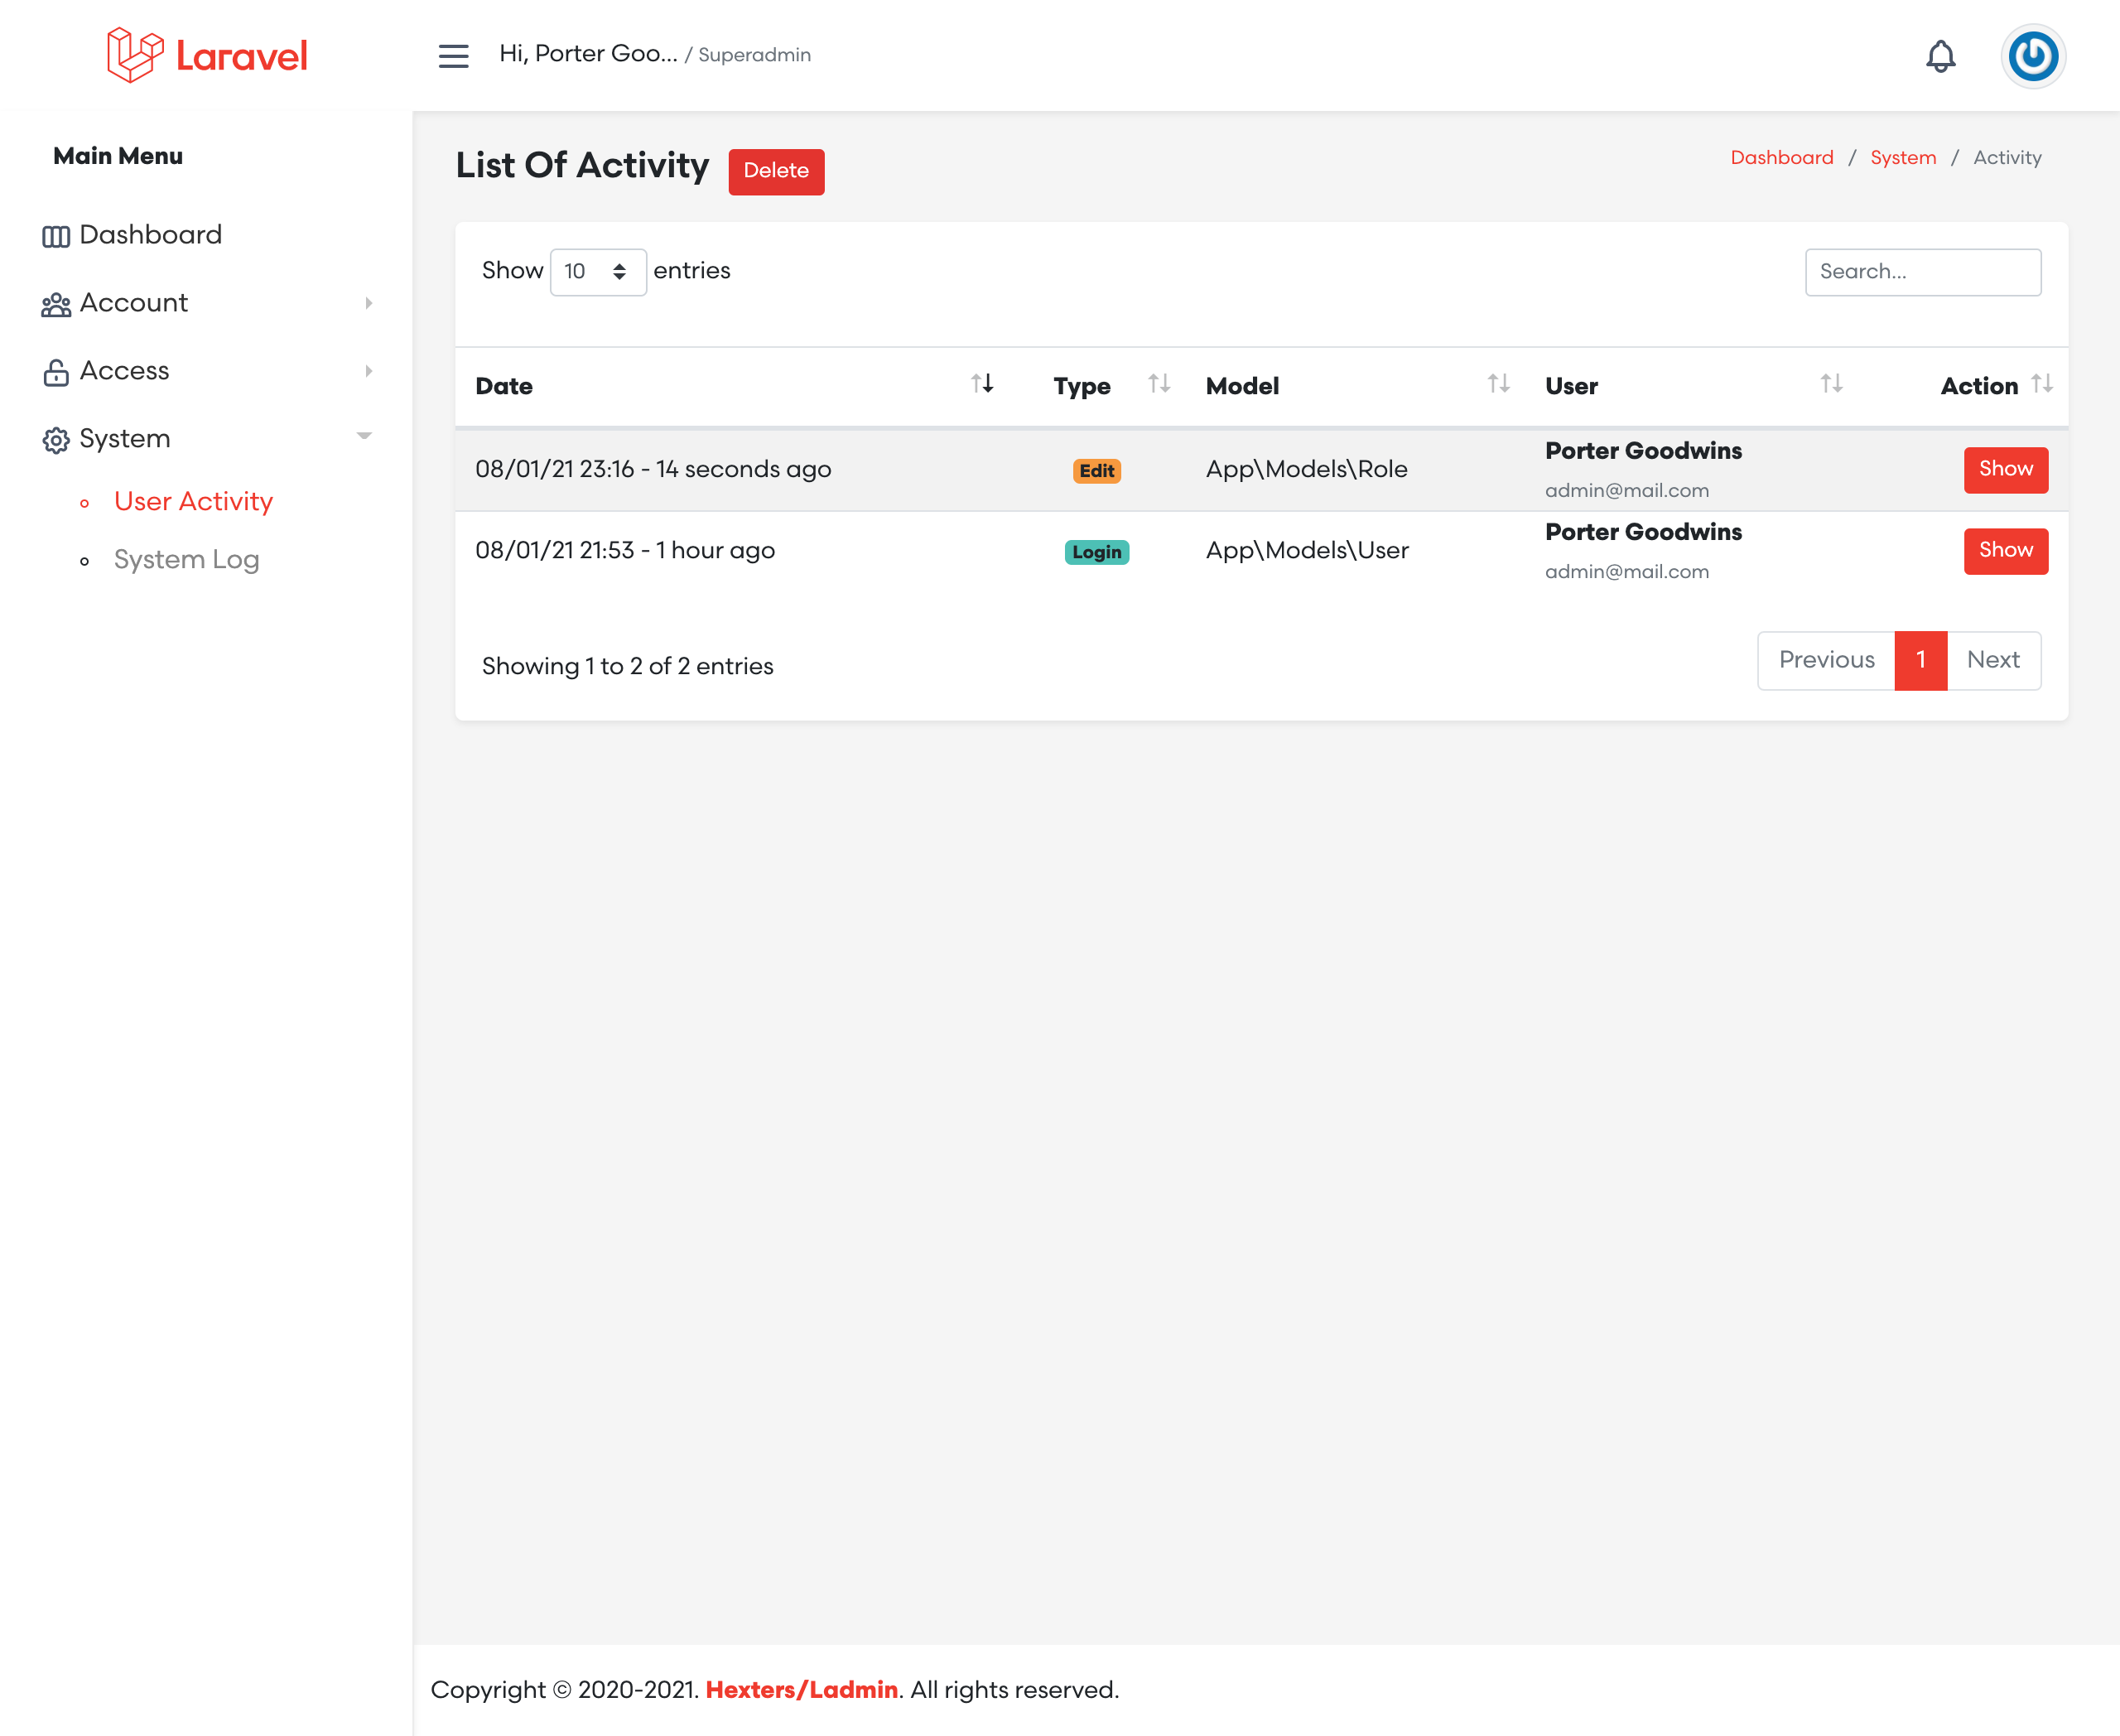 Laravel
Hi, Porter Goo... / Superadmin
Main Menu
Dashboard
Account
Access
System
User Activity
System Log
List Of Activity Delete
Dashboard / System / Activity
Show 10 entries
Search...
Date Type Model User Action
08/01/21 23:16 - 14 seconds ago Edit App\Models\Role Porter Goodwins Show
admin@mail.com
08/01/21 21:53 - 1 hour ago Login App\Models\User Porter Goodwins Show
admin@mail.com
Showing 1 to 2 of 2 entries
Previous 1 Next
Copyright © 2020-2021. Hexters/Ladmin. All rights reserved.